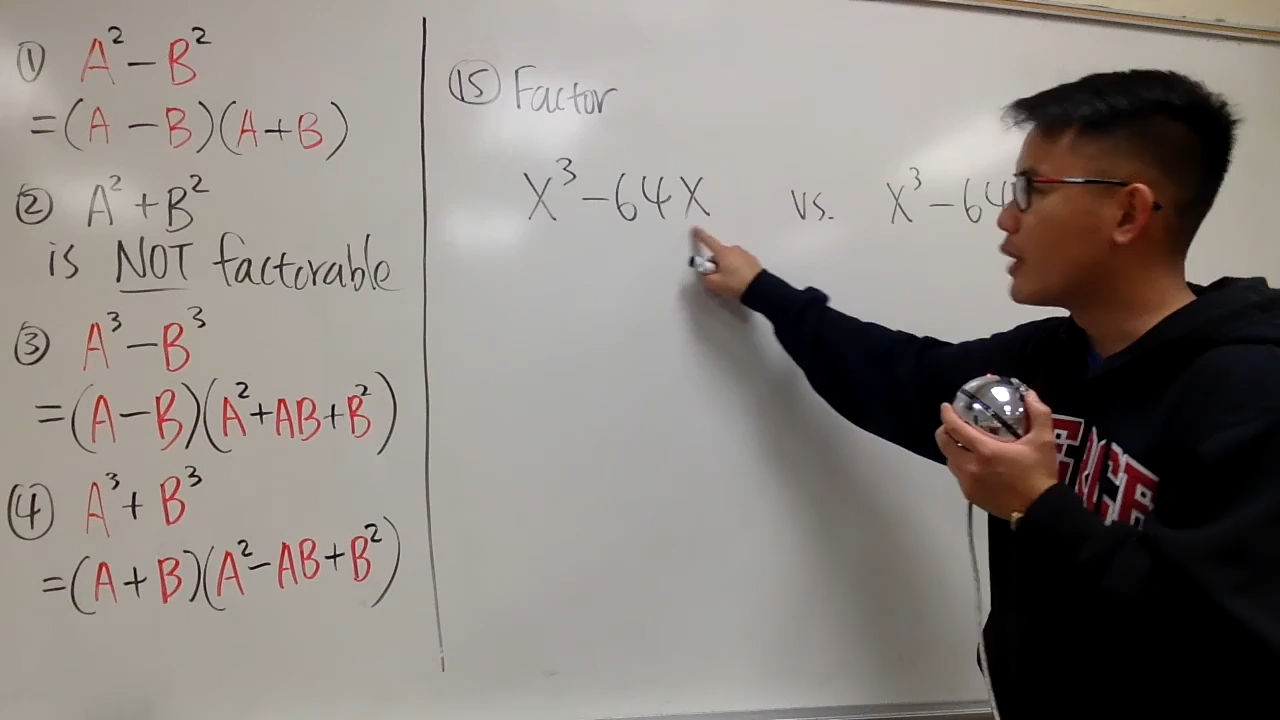 ① A² − B²
= (A − B)(A + B)
② A² + B²
is NOT factorable
③ A³ − B³
= (A − B)(A² + AB + B²)
④ A³ + B³
= (A + B)(A² − AB + B²)
⑮ Factor
x³ − 64x vs. x³ − 64